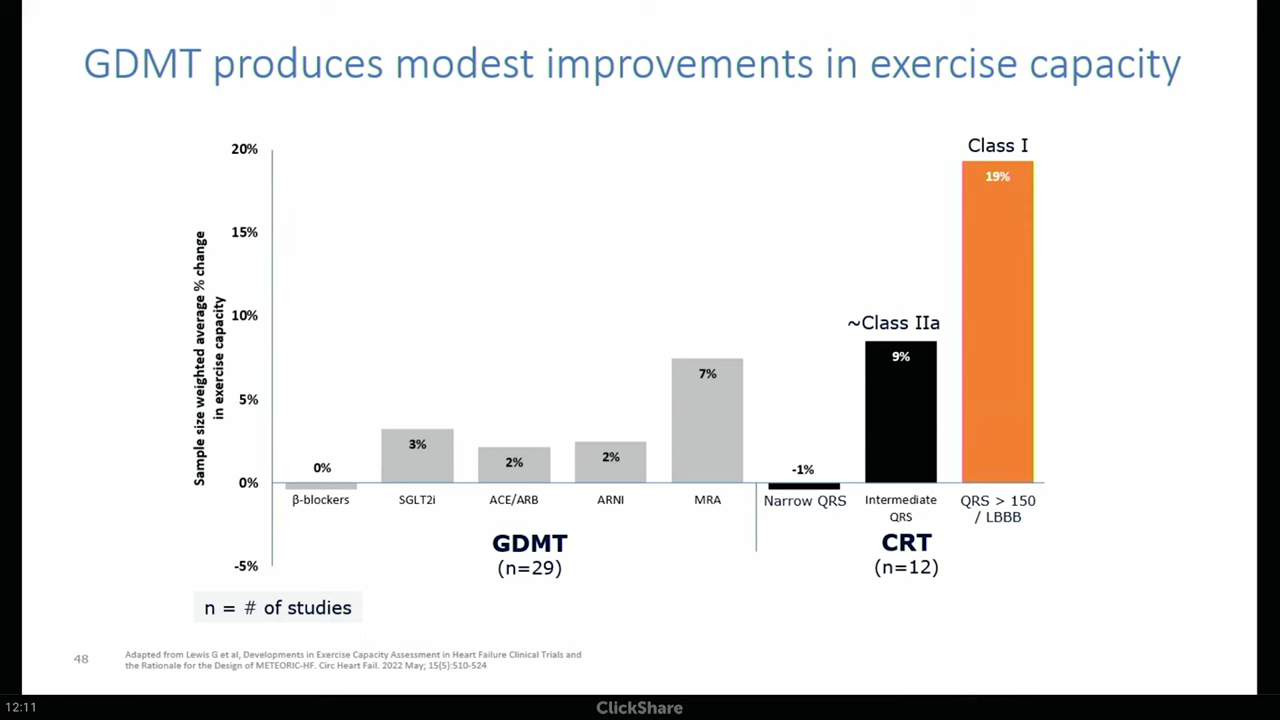 GDMT produces modest improvements in exercise capacity
Sample size weighted average % change
in exercise capacity
20%
15%
10%
5%
0%
-5%
0%
3%
2%
2%
7%
-1%
~Class IIa
9%
Class I
19%
β-blockers
SGLT2i
ACE/ARB
ARNI
MRA
Narrow QRS
Intermediate
QRS
QRS > 150
/ LBBB
GDMT
(n=29)
CRT
(n=12)
n = # of studies
48
Adapted from Lewis G et al, Developments in Exercise Capacity Assessment in Heart Failure Clinical Trials and
the Rationale for the Design of METEORIC-HF. Circ Heart Fail. 2022 May; 15(5):510-524
12:11
ClickShare